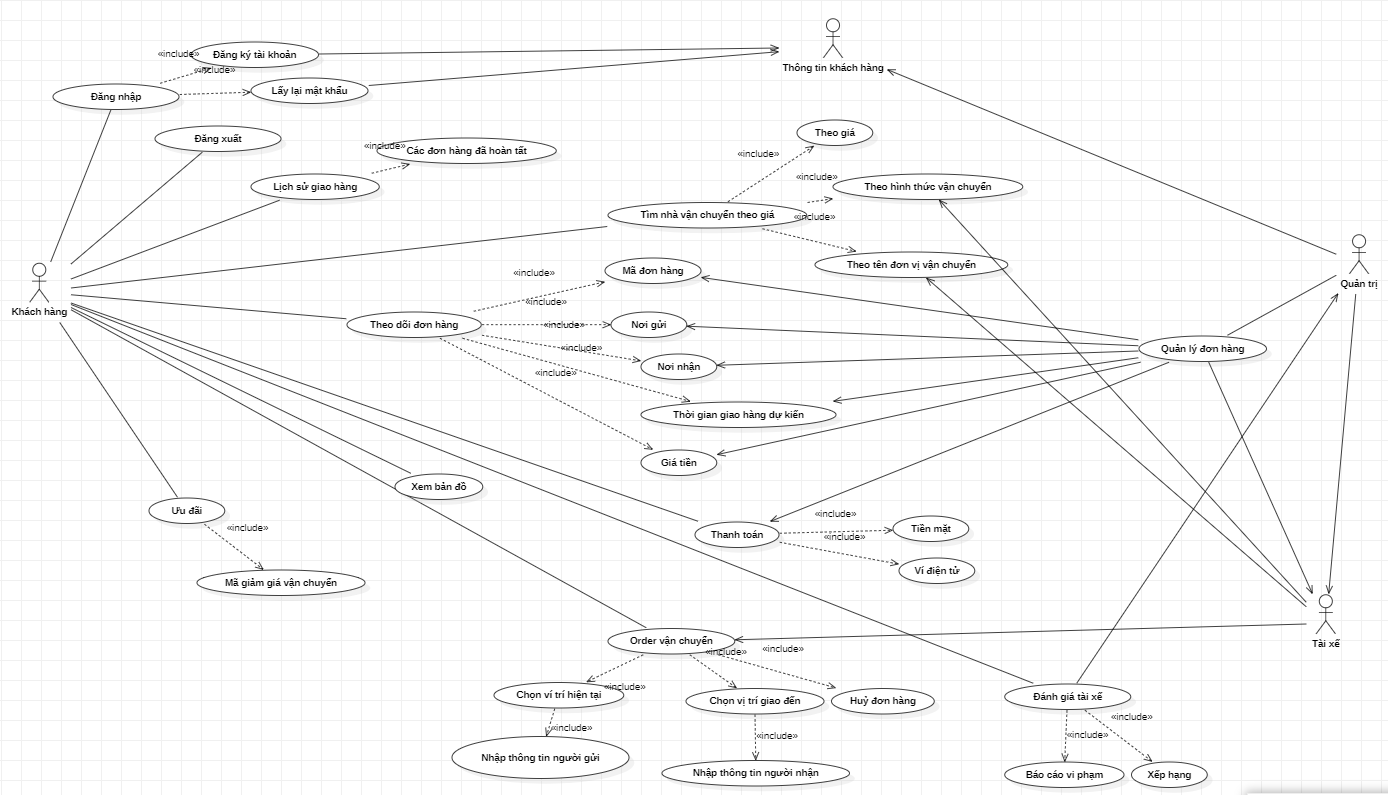 «include»
Đăng ký tài khoản
«include»
Thông tin khách hàng
Đăng nhập
Lấy lại mật khẩu
Đăng xuất
Theo giá
«include»
Các đơn hàng đã hoàn tất
«include»
Lịch sử giao hàng
«include»
Theo hình thức vận chuyển
Tìm nhà vận chuyển theo giá
«include»
Theo tên đơn vị vận chuyển
Quản trị
«include»
Mã đơn hàng
Khách hàng
«include»
Theo dõi đơn hàng
«include»
Nơi gửi
«include»
Quản lý đơn hàng
Nơi nhận
«include»
Thời gian giao hàng dự kiến
Giá tiền
Xem bản đồ
Ưu đãi
«include»
«include»
Tiền mặt
Thanh toán
«include»
Ví điện tử
Mã giảm giá vận chuyển
Order vận chuyển
«include»
«include»
Tài xế
«include»
Chọn ví trí hiện tại
Chọn vị trí giao đến
Huỷ đơn hàng
Đánh giá tài xế
«include»
«include»
«include»
«include»
Nhập thông tin người gửi
Nhập thông tin người nhận
Báo cáo vi phạm
Xếp hạng